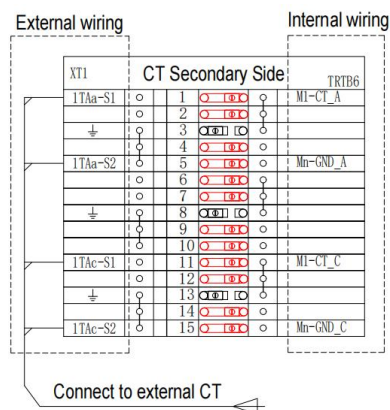 External wiring
Internal wiring
XT1 CT Secondary Side TRTB6
1TAa-S1 1 M1-CT_A
2
3
4
1TAa-S2 5 Mn-GND_A
6
7
8
9
10
1TAc-S1 11 M1-CT_C
12
13
14
1TAc-S2 15 Mn-GND_C
Connect to external CT